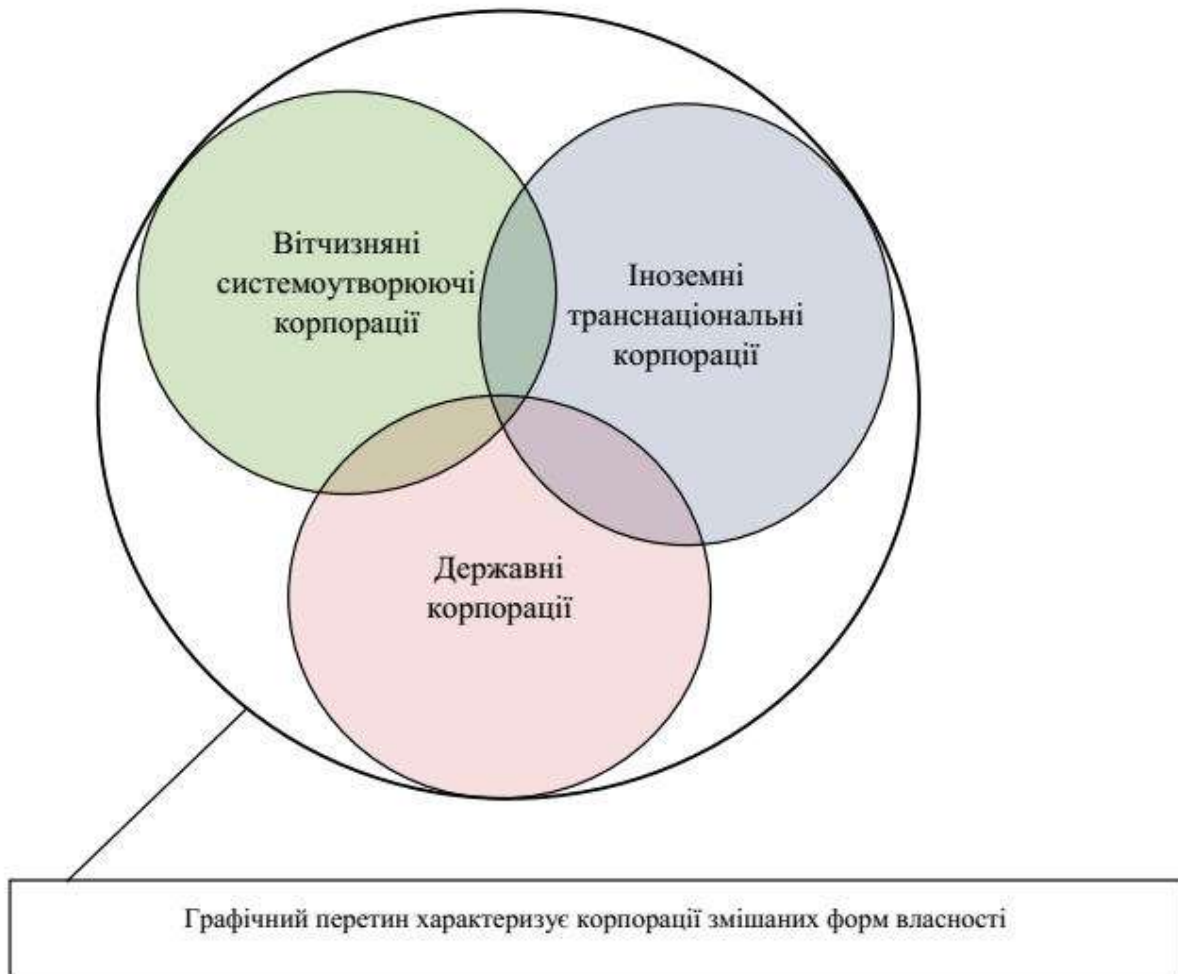 Вітчизняні
системоутворюючі
корпорації
Іноземні
транснаціональні
корпорації
Державні
корпорації
Графічний перетин характеризує корпорації змішаних форм власності